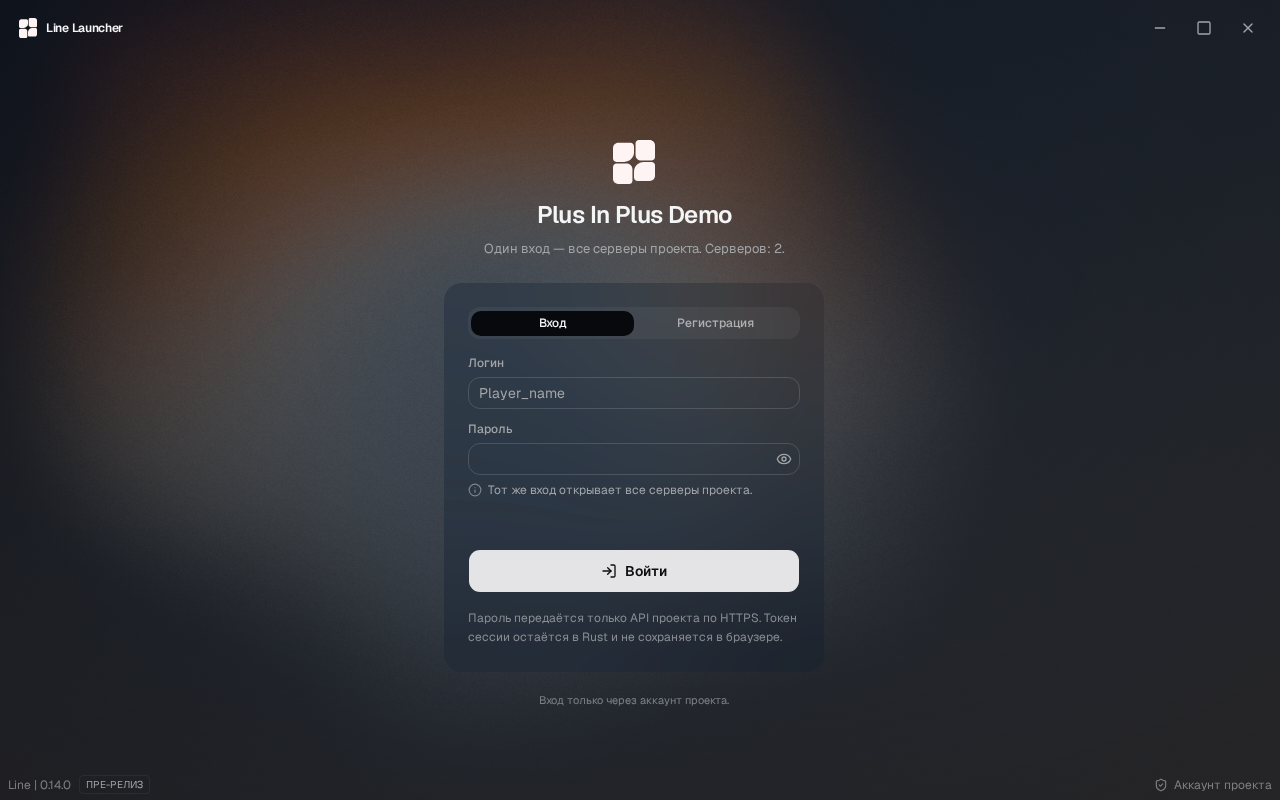 Line Launcher
Plus In Plus Demo
Один вход — все серверы проекта. Серверов: 2.
Вход
Регистрация
Логин
Player_name
Пароль
Тот же вход открывает все серверы проекта.
Войти
Пароль передаётся только API проекта по HTTPS. Токен
сессии остаётся в Rust и не сохраняется в браузере.
Вход только через аккаунт проекта.
Line | 0.14.0
ПРЕ-РЕЛИЗ
Аккаунт проекта